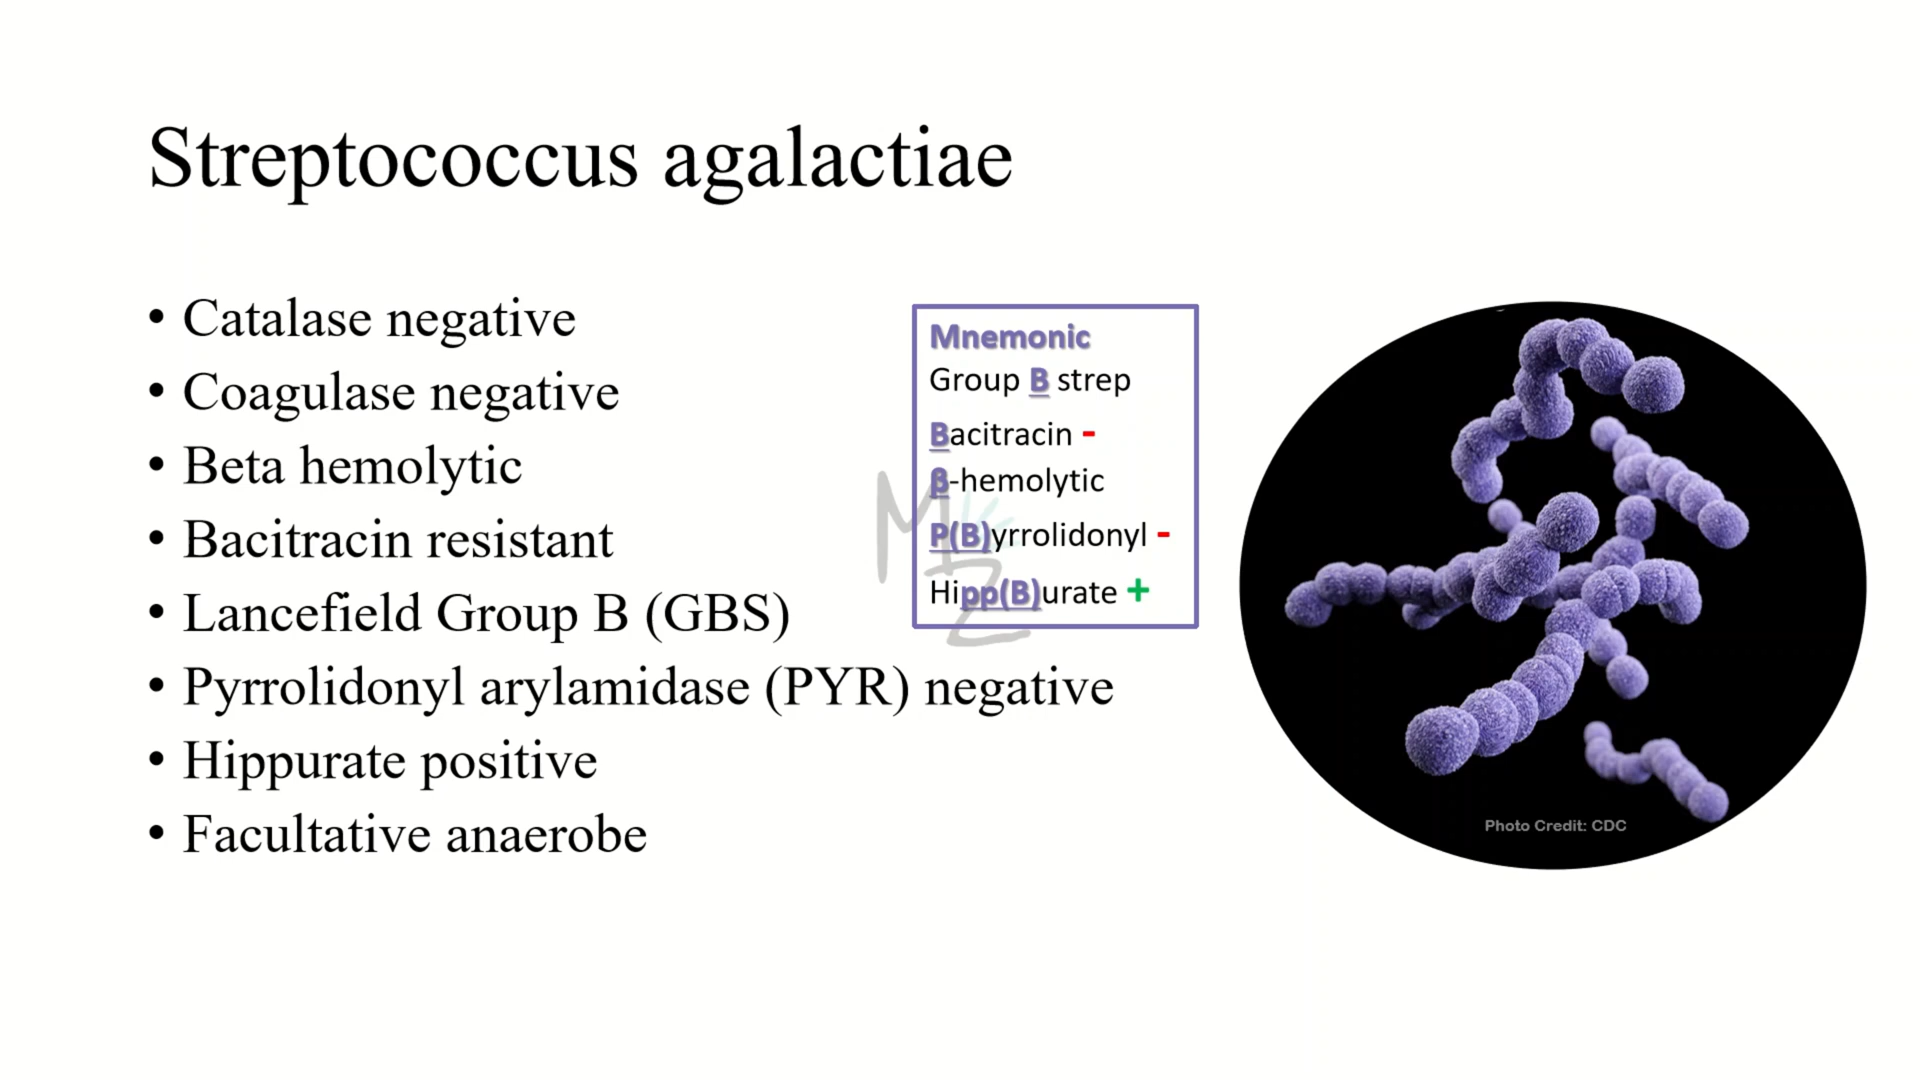 Streptococcus agalactiae
• Catalase negative
• Coagulase negative
• Beta hemolytic
• Bacitracin resistant
• Lancefield Group B (GBS)
• Pyrrolidonyl arylamidase (PYR) negative
• Hippurate positive
• Facultative anaerobe
Mnemonic
Group B strep
Bacitracin -
β-hemolytic
P(B)yrrolidonyl -
Hipp(B)urate +
MZ
Photo Credit: CDC